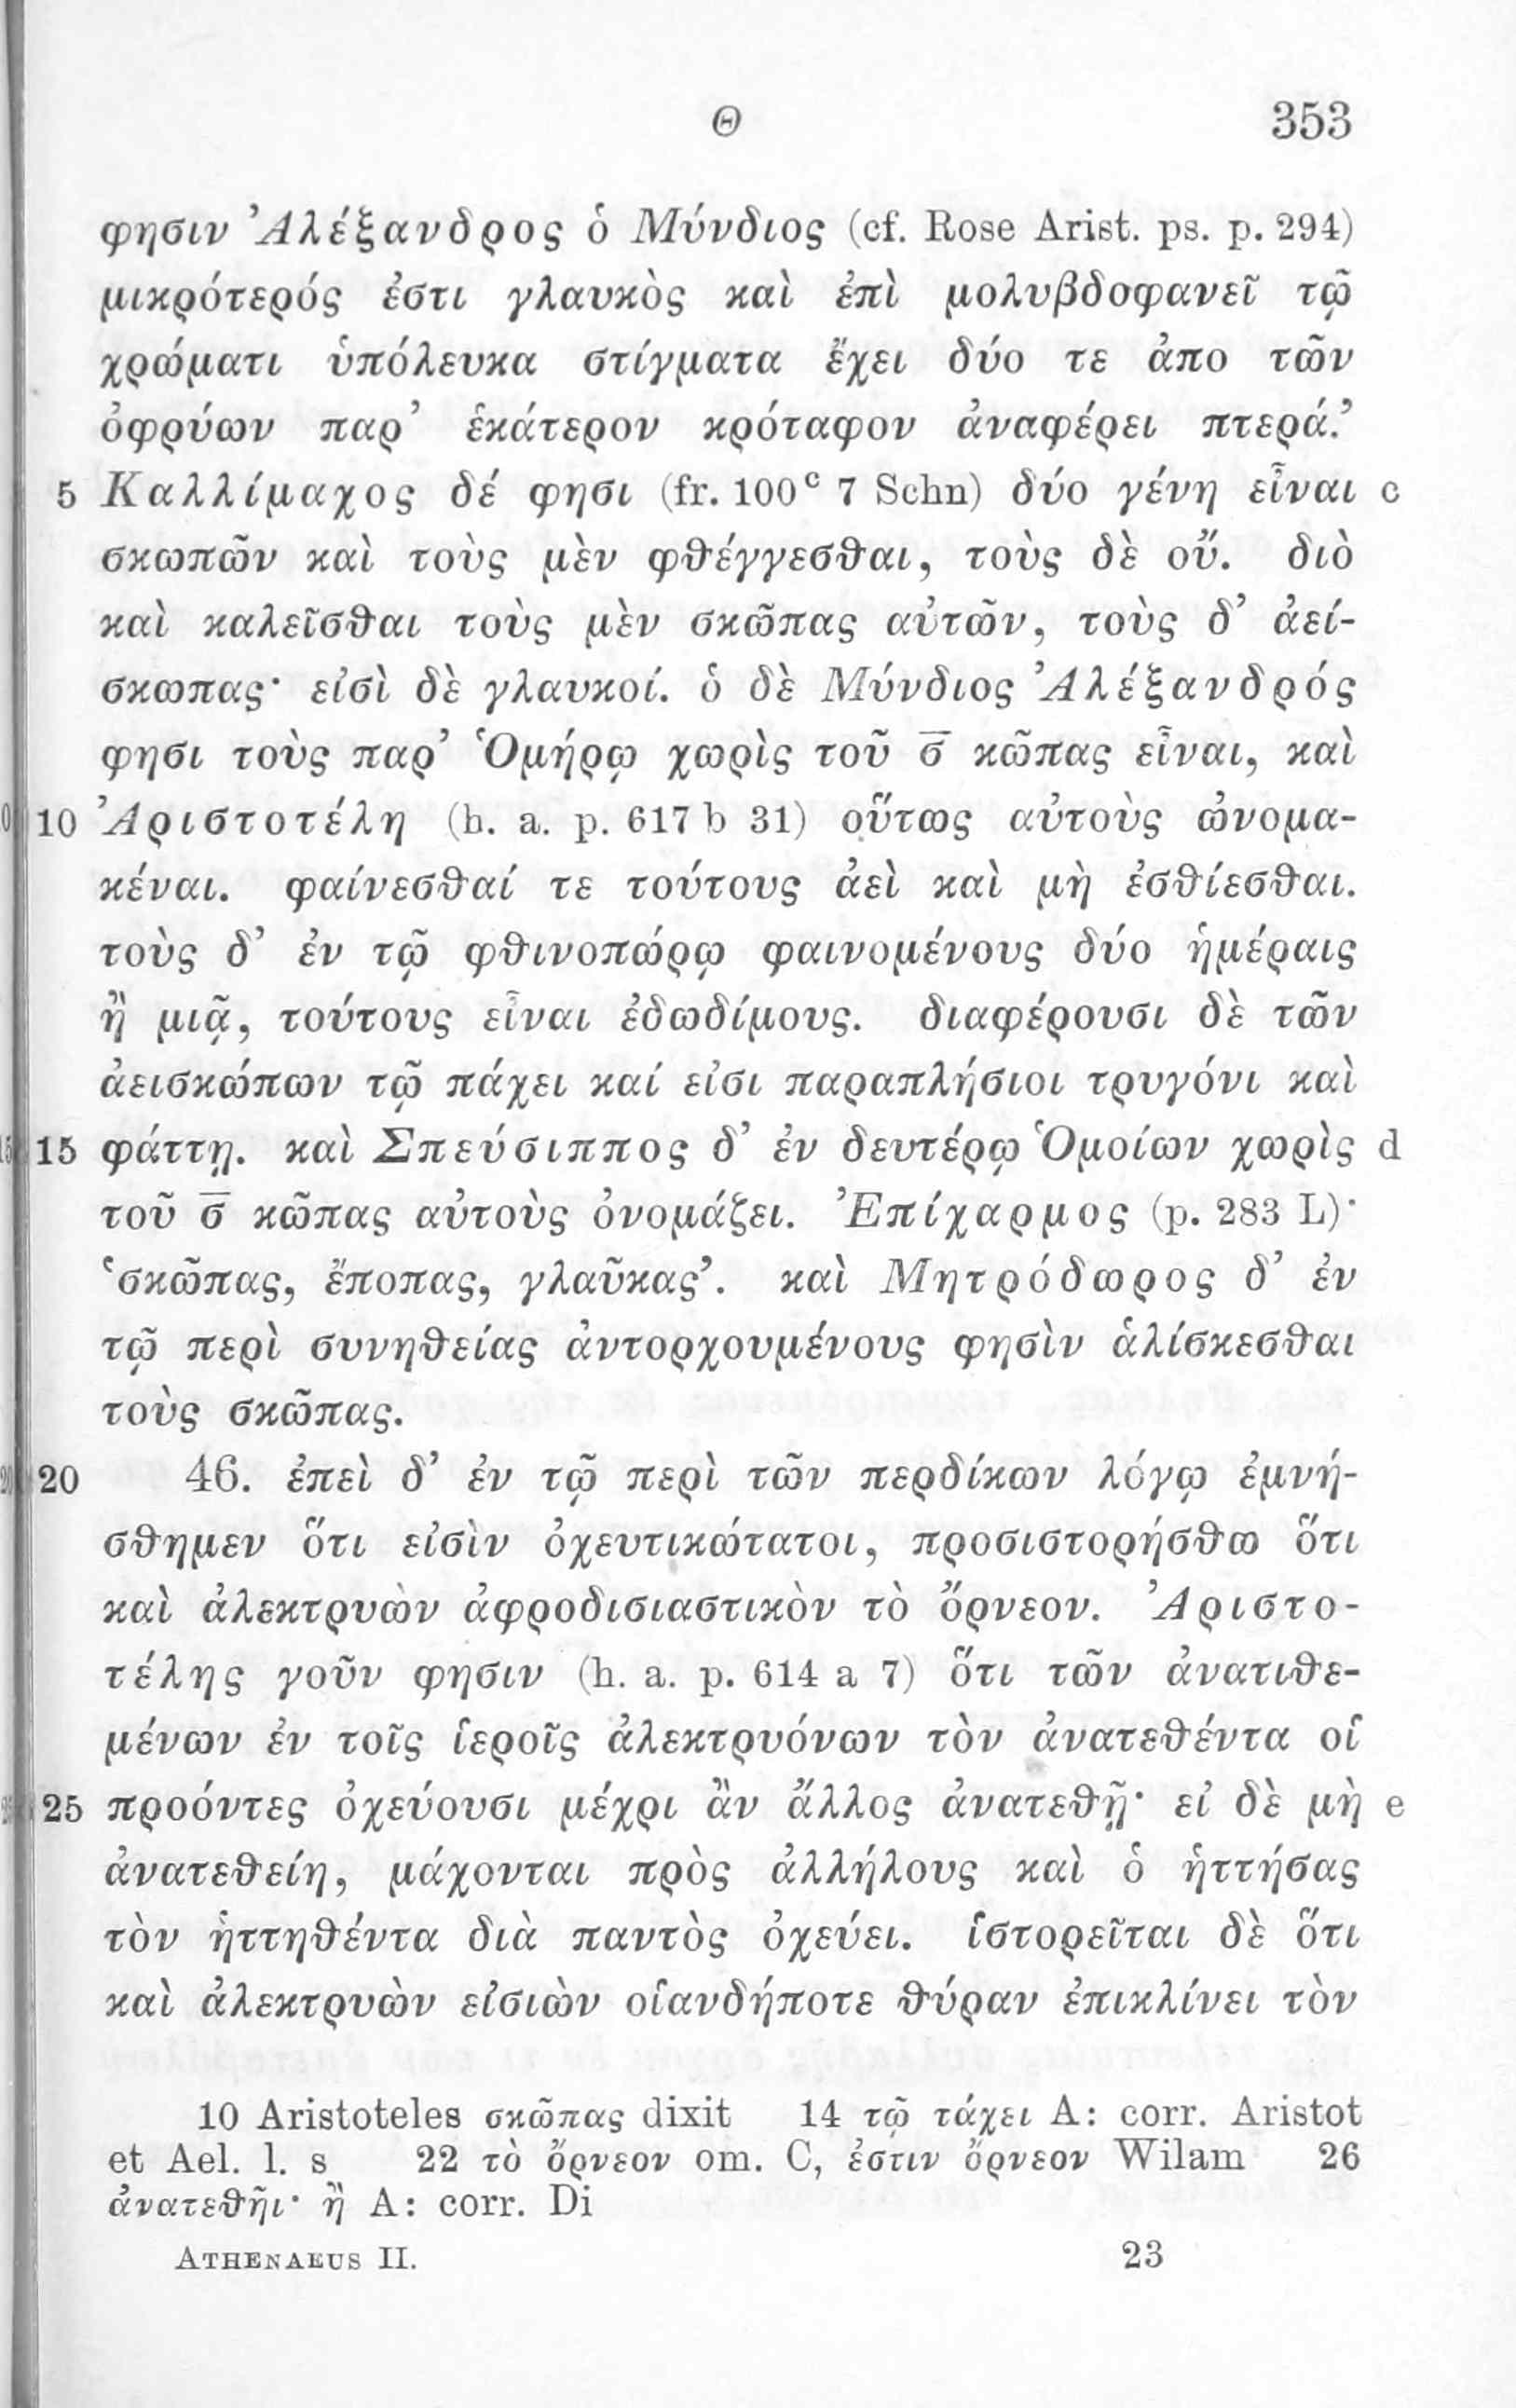 Θ 353
φησιν Ἀλέξανδρος ὁ Μύνδιος (cf. Rose Arist. ps. p. 294)
μικρότερός ἐστι γλαυκὸς καὶ ἐπὶ μολυβδοφανεῖ τῷ
χρώματι ὑπόλευκα στίγματα ἔχει δύο τε ἀπο τῶν
ὀφρύων παρ’ ἑκάτερον κρόταφον ἀναφέρει πτερά.’
5 Καλλίμαχος δέ φησι (fr. 100ᶜ 7 Schn) δύο γένη εἶναι c
σκωπῶν καὶ τοὺς μὲν φθέγγεσθαι, τοὺς δὲ οὔ. διὸ
καὶ καλεῖσθαι τοὺς μὲν σκῶπας αὐτῶν, τοὺς δ’ ἀεί-
σκωπας· εἰσὶ δὲ γλαυκοί. ὁ δὲ Μύνδιος Ἀλέξανδρός
φησι τοὺς παρ’ Ὁμήρῳ χωρὶς τοῦ σ̅ κῶπας εἶναι, καὶ
10 Ἀριστοτέλη (h. a. p. 617 b 31) οὕτως αὐτοὺς ὠνομα-
κέναι. φαίνεσθαί τε τούτους ἀεὶ καὶ μὴ ἐσθίεσθαι.
τοὺς δ’ ἐν τῷ φθινοπώρῳ φαινομένους δύο ἡμέραις
ἢ μιᾷ, τούτους εἶναι ἐδωδίμους. διαφέρουσι δὲ τῶν
ἀεισκώπων τῷ πάχει καί εἰσι παραπλήσιοι τρυγόνι καὶ
15 φάττῃ. καὶ Σπεύσιππος δ’ ἐν δευτέρῳ Ὁμοίων χωρὶς d
τοῦ σ̅ κῶπας αὐτοὺς ὀνομάζει. Ἐπίχαρμος (p. 283 L)·
‘σκῶπας, ἔποπας, γλαῦκας’. καὶ Μητρόδωρος δ’ ἐν
τῷ περὶ συνηθείας ἀντορχουμένους φησὶν ἁλίσκεσθαι
τοὺς σκῶπας.
20 46. ἐπεὶ δ’ ἐν τῷ περὶ τῶν περδίκων λόγῳ ἐμνή-
σθημεν ὅτι εἰσὶν ὀχευτικώτατοι, προσιστορήσθω ὅτι
καὶ ἀλεκτρυὼν ἀφροδισιαστικὸν τὸ ὄρνεον. Ἀριστο-
τέλης γοῦν φησιν (h. a. p. 614 a 7) ὅτι τῶν ἀνατιθε-
μένων ἐν τοῖς ἱεροῖς ἀλεκτρυόνων τὸν ἀνατεθέντα οἱ
25 προόντες ὀχεύουσι μέχρι ἂν ἄλλος ἀνατεθῇ· εἰ δὲ μὴ e
ἀνατεθείη, μάχονται πρὸς ἀλλήλους καὶ ὁ ἡττήσας
τὸν ἡττηθέντα διὰ παντὸς ὀχεύει. ἱστορεῖται δὲ ὅτι
καὶ ἀλεκτρυὼν εἰσιὼν οἱανδήποτε θύραν ἐπικλίνει τὸν
10 Aristoteles σκῶπας dixit 14 τῷ τάχει A: corr. Aristot
et Ael. l. s 22 τὸ ὄρνεον om. C, ἐστιν ὄρνεον Wilam 26
ἀνατεθῆι· ἢ A: corr. Di
ATHENAEUS II. 23